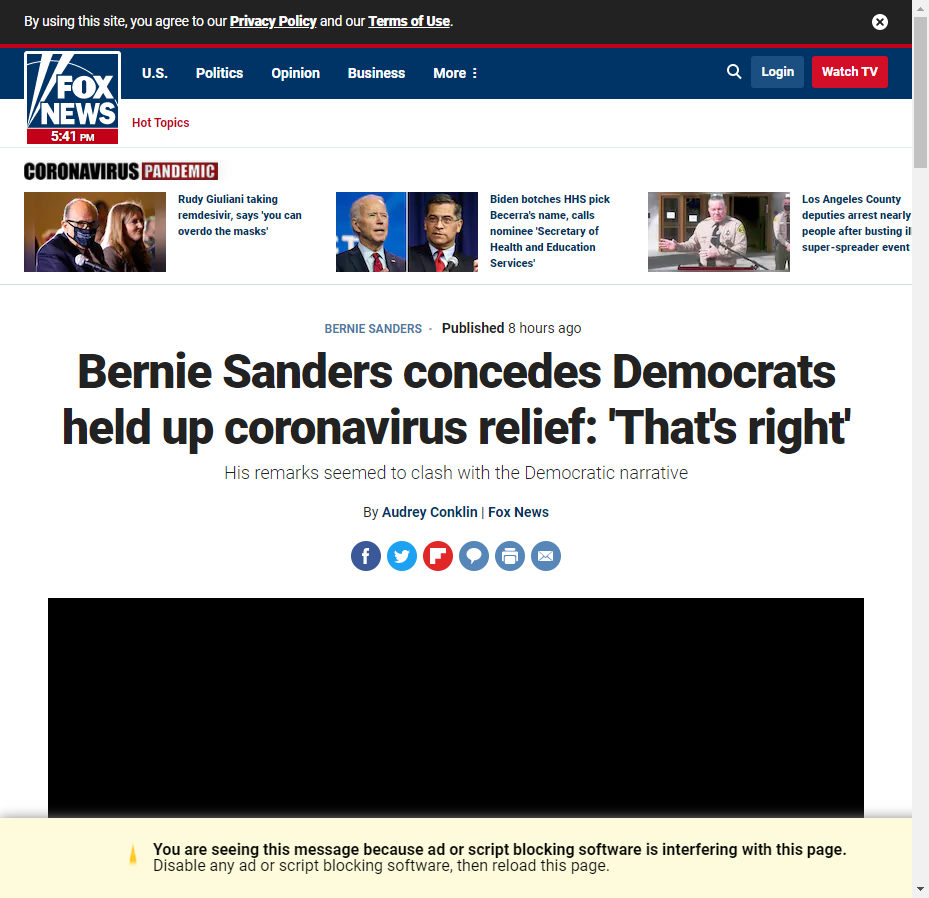 By using this site, you agree to our Privacy Policy and our Terms of Use.
FOX
NEWS
5:41 PM
U.S. Politics Opinion Business More
Login Watch TV
Hot Topics
CORONAVIRUS PANDEMIC
Rudy Giuliani taking
remdesivir, says 'you can
overdo the masks'
Biden botches HHS pick
Becerra's name, calls
nominee 'Secretary of
Health and Education
Services'
Los Angeles County
deputies arrest nearly
people after busting
super-spreader event
BERNIE SANDERS · Published 8 hours ago
Bernie Sanders concedes Democrats
held up coronavirus relief: 'That's right'
His remarks seemed to clash with the Democratic narrative
By Audrey Conklin | Fox News
You are seeing this message because ad or script blocking software is interfering with this page.
Disable any ad or script blocking software, then reload this page.